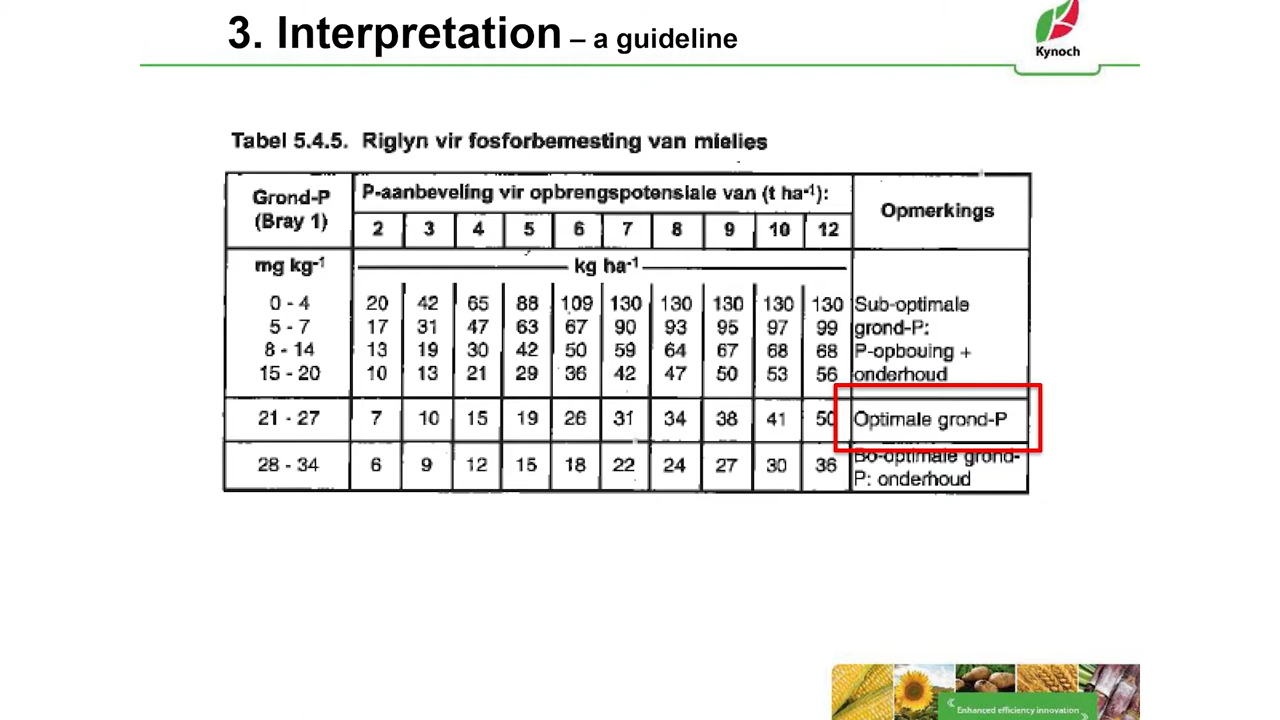 3. Interpretation – a guideline
Kynoch
Tabel 5.4.5. Riglyn vir fosforbemesting van mielies
Grond-P (Bray 1) P-aanbeveling vir opbrengspotensiale van (t ha-1): Opmerkings
2 3 4 5 6 7 8 9 10 12
mg kg-1 kg ha-1
0 - 4 20 42 65 88 109 130 130 130 130 130 Sub-optimale
5 - 7 17 31 47 63 67 90 93 95 97 99 grond-P:
8 - 14 13 19 30 42 50 59 64 67 68 68 P-opbouing +
15 - 20 10 13 21 29 36 42 47 50 53 56 onderhoud
21 - 27 7 10 15 19 26 31 34 38 41 50 Optimale grond-P
28 - 34 6 9 12 15 18 22 24 27 30 36 Bo-optimale grond-
P: onderhoud
Enhanced efficiency innovation